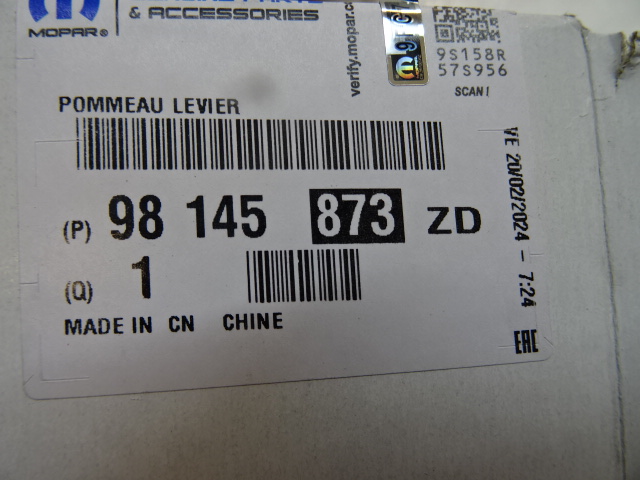 MOPAR®
& ACCESSORIES
verify.mopar.co
9S158R
57S956
SCAN!
POMMEAU LEVIER
(P) 98 145 873 ZD
(Q) 1
MADE IN CN CHINE
VE 20/02/2024 - 7:24
EAC